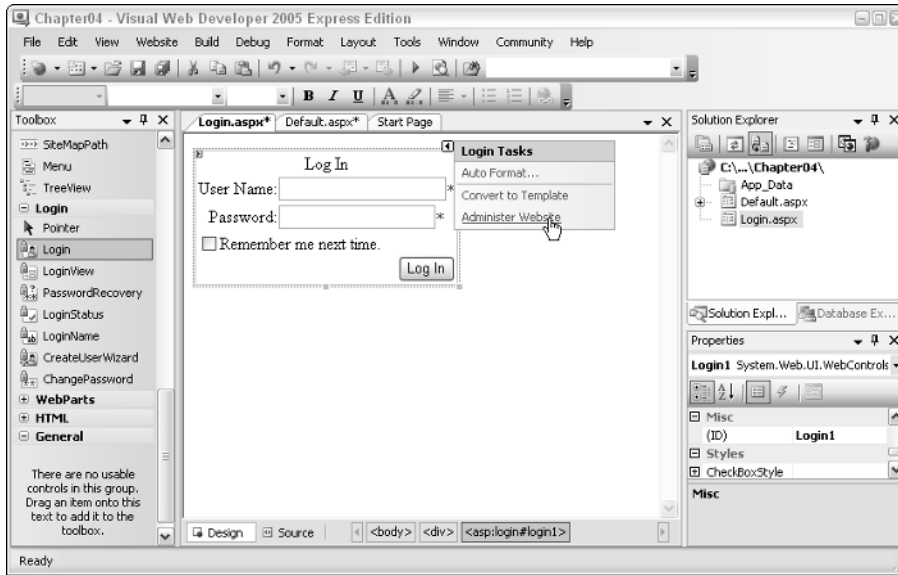 Chapter04 - Visual Web Developer 2005 Express Edition
File Edit View Website Build Debug Format Layout Tools Window Community Help
B I U A
Toolbox
SiteMapPath
Menu
TreeView
Login
Pointer
Login
LoginView
PasswordRecovery
LoginStatus
LoginName
CreateUserWizard
ChangePassword
WebParts
HTML
General
There are no usable
controls in this group.
Drag an item onto this
text to add it to the
toolbox.
Login.aspx* Default.aspx* Start Page
Log In
User Name: *
Password: *
Remember me next time.
Log In
Login Tasks
Auto Format...
Convert to Template
Administer Website
Design Source <body> <div> <asp:login#login1>
Solution Explorer
C:\...\Chapter04\
App_Data
Default.aspx
Login.aspx
Solution Expl... Database Ex...
Properties
Login1 System.Web.UI.WebControls
Misc
(ID) Login1
Styles
CheckBoxStyle
Misc
Ready